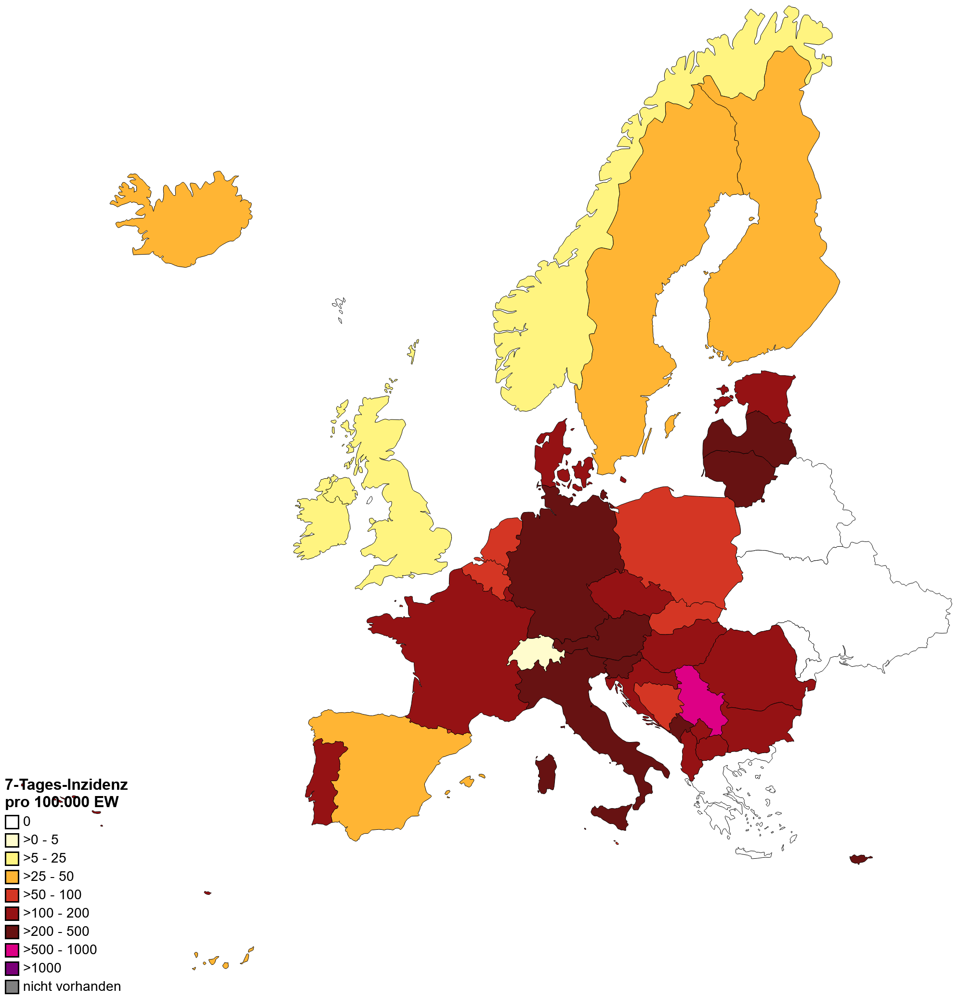 7-Tages-Inzidenz
pro 100.000 EW
0
>0 - 5
>5 - 25
>25 - 50
>50 - 100
>100 - 200
>200 - 500
>500 - 1000
>1000
nicht vorhanden